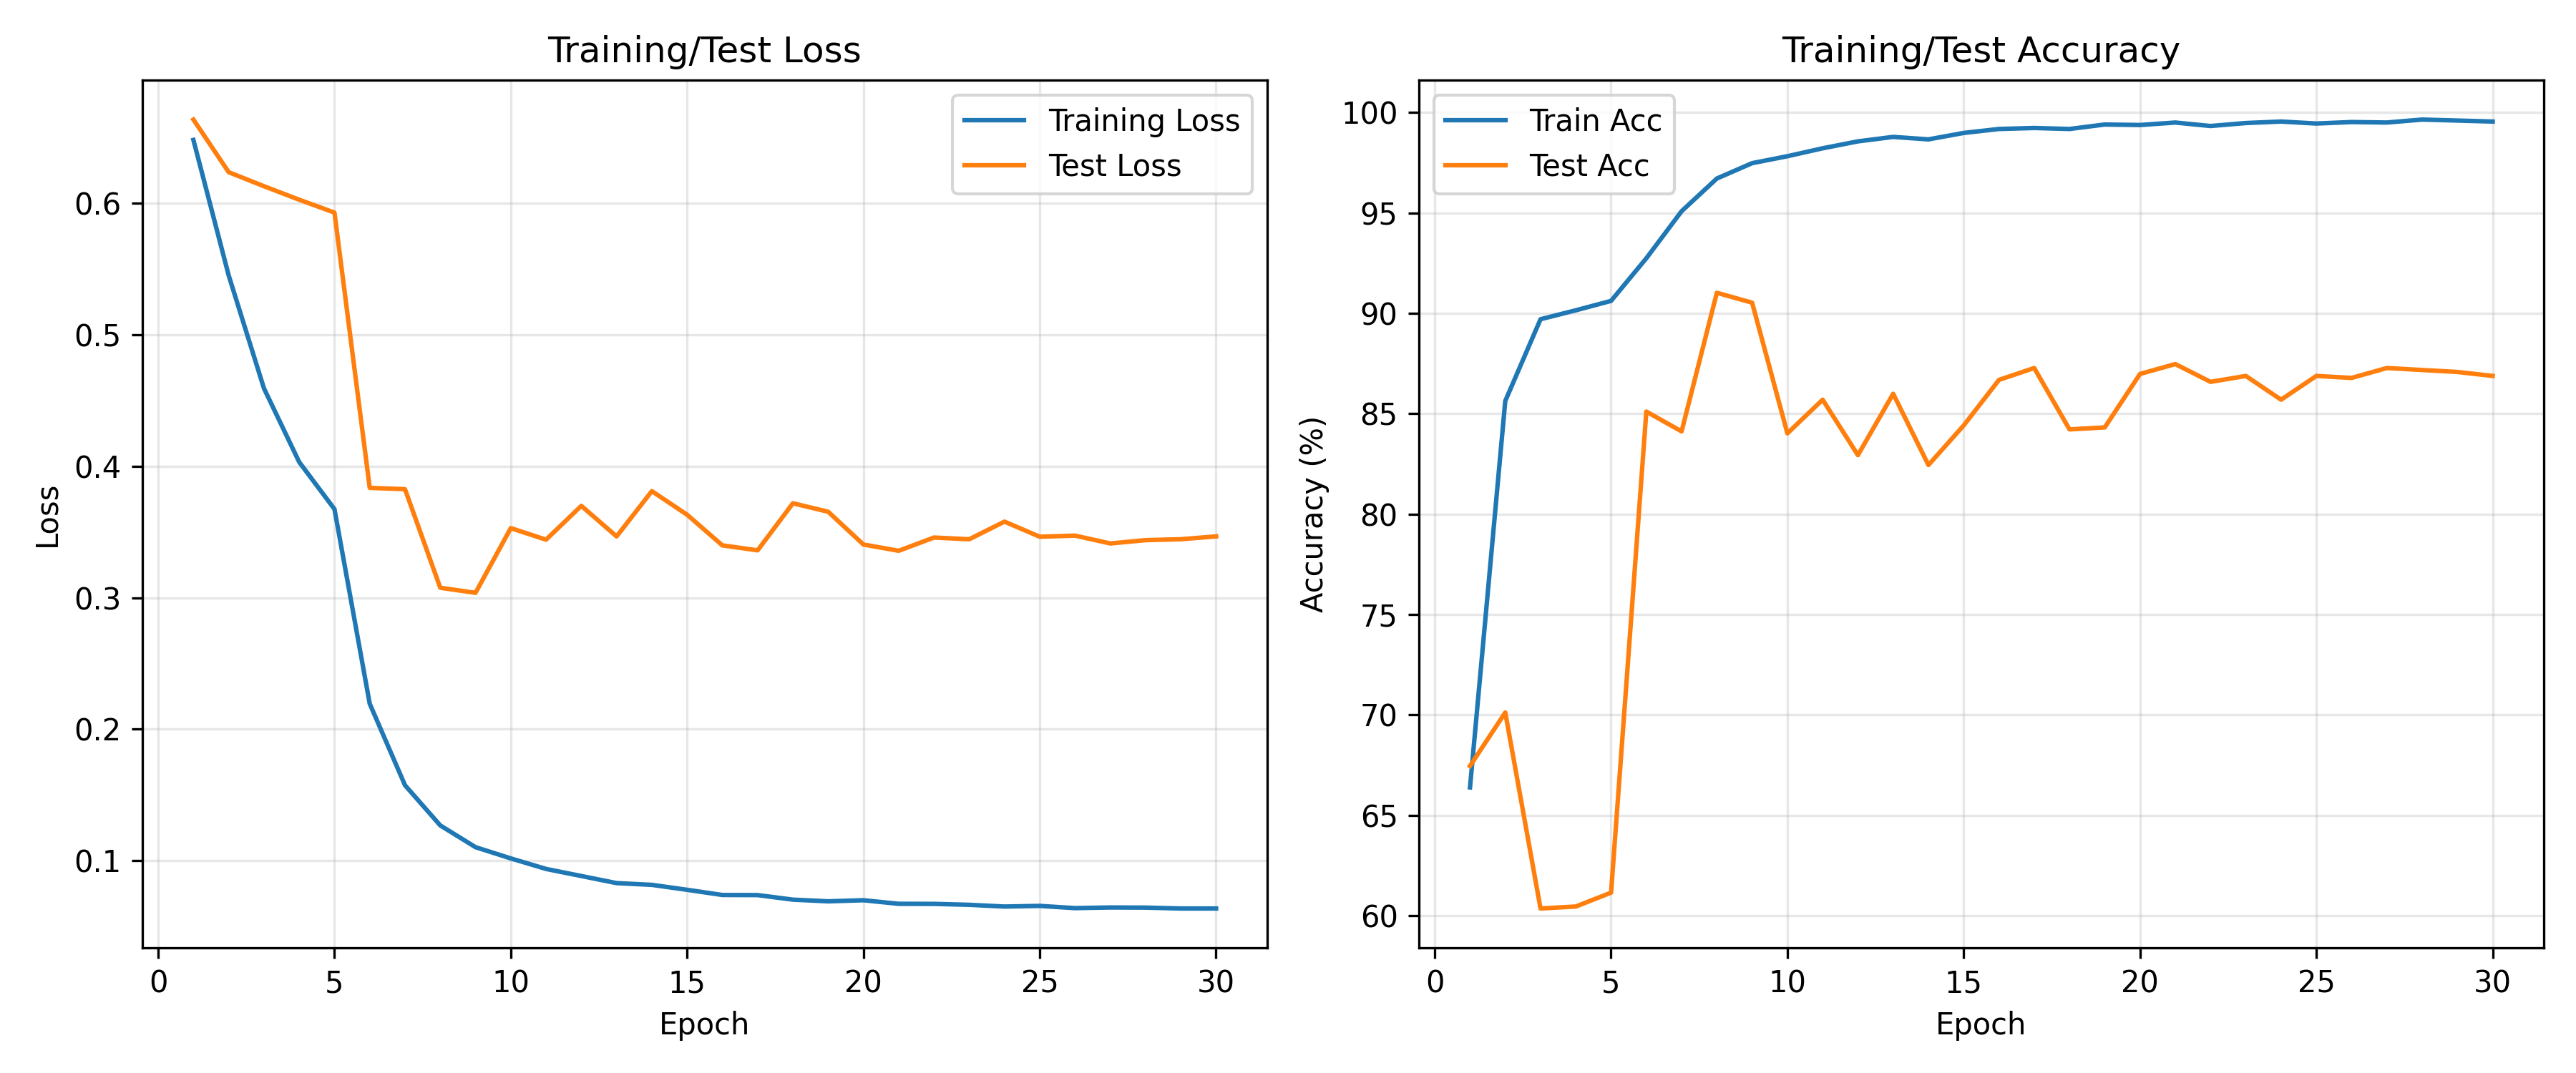 Training/Test Loss
Training Loss
Test Loss
Loss
0.6
0.5
0.4
0.3
0.2
0.1
0 5 10 15 20 25 30
Epoch
Training/Test Accuracy
Train Acc
Test Acc
Accuracy (%)
100
95
90
85
80
75
70
65
60
0 5 10 15 20 25 30
Epoch